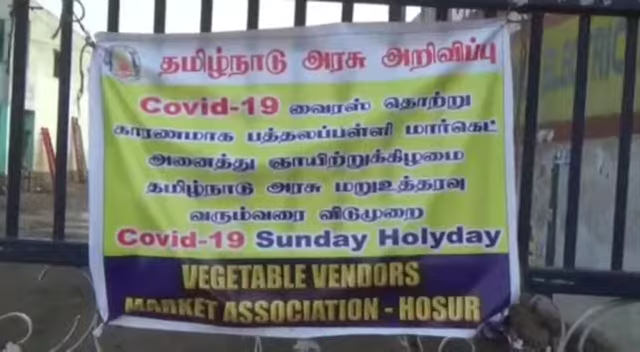 தமிழ்நாடு அரசு அறிவிப்பு
Covid-19 வைரஸ் தொற்று
காரணமாக பத்தலப்பள்ளி மார்கெட்
அனைத்து ஞாயிற்றுக்கிழமை
தமிழ்நாடு அரசு மறுஉத்தரவு
வரும்வரை விடுமுறை
Covid-19 Sunday Holyday
VEGETABLE VENDORS
MARKET ASSOCIATION - HOSUR